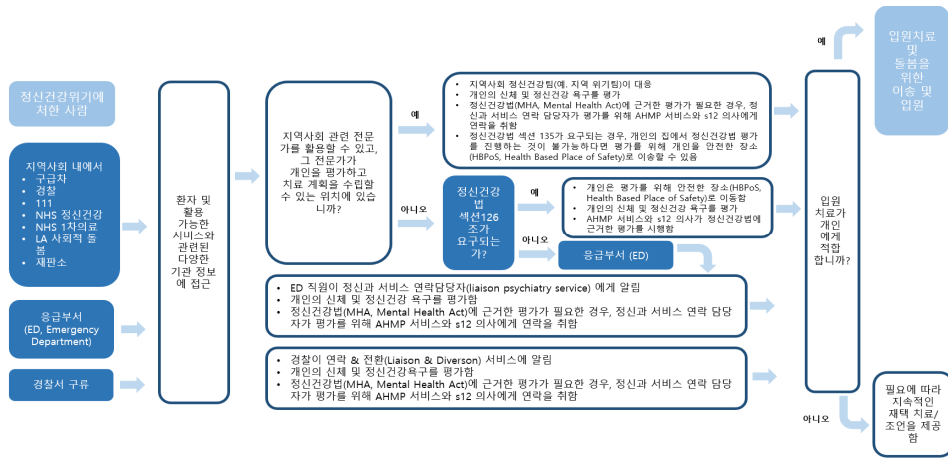 정신건강위기에
처한 사람
지역사회 내에서
• 구급차
• 경찰
• 111
• NHS 정신건강
• NHS 1차의료
• LA 사회적 돌
봄
• 재판소
응급부서
(ED, Emergency
Department)
경찰서 구류
환자 및
활용
가능한
서비스와
관련된
다양한
기관 정보
에 접근
지역사회 관련 전문
가를 활용할 수 있고,
그 전문가가
개인을 평가하고
치료 계획을 수립할
수 있는 위치에 있습
니까?
예
• 지역사회 정신건강팀(예. 지역 위기팀)이 대응
• 개인의 신체 및 정신건강 욕구를 평가
• 정신건강법(MHA, Mental Health Act)에 근거한 평가가 필요한 경우, 정
신과 서비스 연락 담당자가 평가를 위해 AHMP 서비스와 s12 의사에게
연락을 취함
• 정신건강법 섹션 135가 요구되는 경우, 개인의 집에서 정신건강법 평가
를 진행하는 것이 불가능하다면 평가를 위해 개인을 안전한 장소
(HBPoS, Health Based Place of Safety)로 이송할 수 있음
아니오
정신건강
법
섹션126
조가
요구되는
가?
예
• 개인은 평가를 위해 안전한 장소(HBPoS,
Health Based Place of Safety)로 이동함
• 개인의 신체 및 정신건강 욕구를 평가
• AHMP 서비스와 s12 의사가 정신건강법에
근거한 평가를 시행함
아니오
응급부서 (ED)
• ED 직원이 정신과 서비스 연락담당자(liaison psychiatry service) 에게 알림
• 개인의 신체 및 정신건강 욕구를 평가함
• 정신건강법(MHA, Mental Health Act)에 근거한 평가가 필요한 경우, 정신과 서비스 연락 담당
자가 평가를 위해 AHMP 서비스와 s12 의사에게 연락을 취함
• 경찰이 연락 & 전환(Liaison & Diverson) 서비스에 알림
• 개인의 신체 및 정신건강욕구를 평가함
• 정신건강법(MHA, Mental Health Act)에 근거한 평가가 필요한 경우, 정신과 서비스 연락 담당
자가 평가를 위해 AHMP 서비스와 s12 의사에게 연락을 취함
입원
치료가
개인
에게
적합
합니까?
예
입원치료
및
돌봄을
위한
이송 및
입원
아니오
필요에 따라
지속적인
재택 치료/
조언을 제공
함